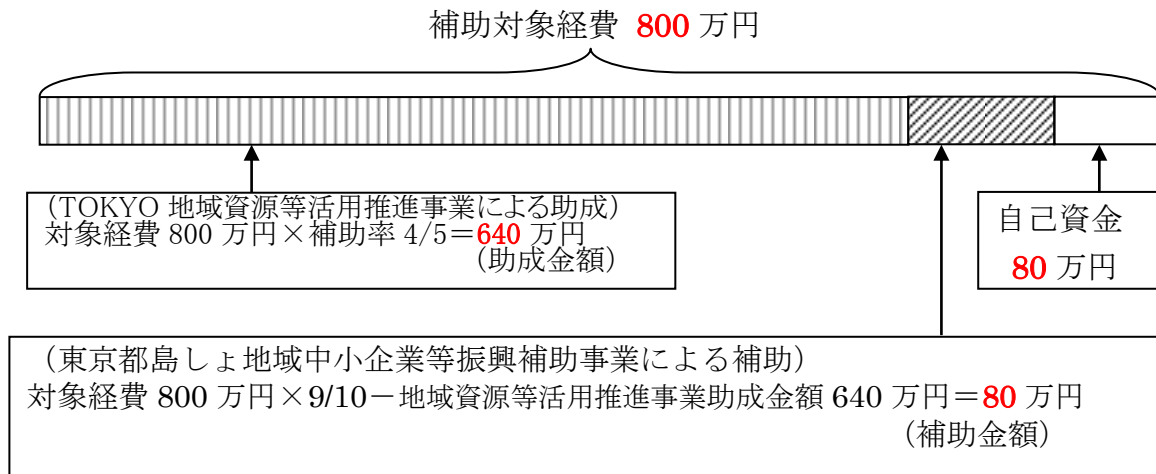 補助対象経費 800 万円
(TOKYO 地域資源等活用推進事業による助成)
対象経費 800 万円×補助率 4/5=640 万円
(助成金額)
自己資金
80 万円
(東京都島しょ地域中小企業等振興補助事業による補助)
対象経費 800 万円×9/10-地域資源等活用推進事業助成金額 640 万円=80 万円
(補助金額)